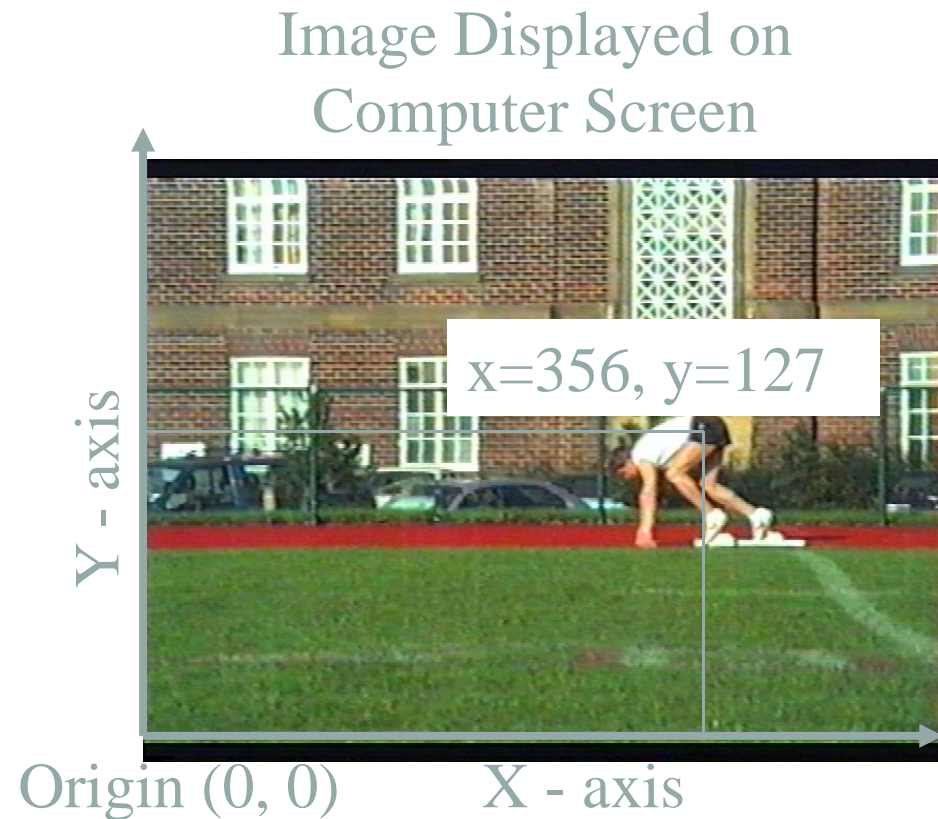 Image Displayed on
Computer Screen
x=356, y=127
Y - axis
Origin (0, 0)
X - axis